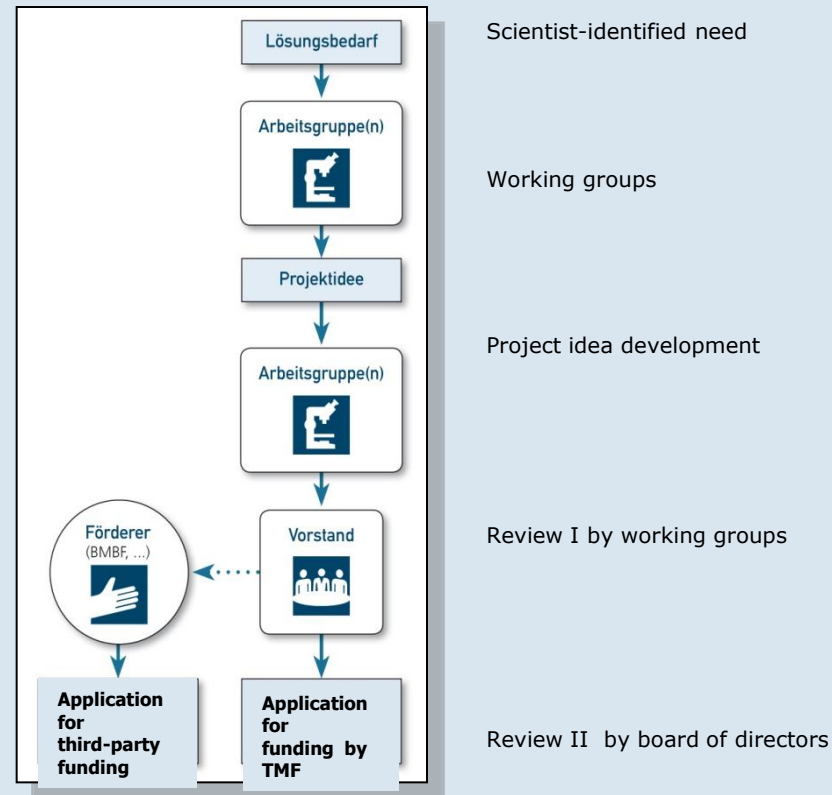 Lösungsbedarf
Scientist-identified need
Arbeitsgruppe(n)
Working groups
Projektidee
Project idea development
Arbeitsgruppe(n)
Förderer
(BMBF, ...)
Vorstand
Review I by working groups
Application
for
third-party
funding
Application
for
funding by
TMF
Review II by board of directors